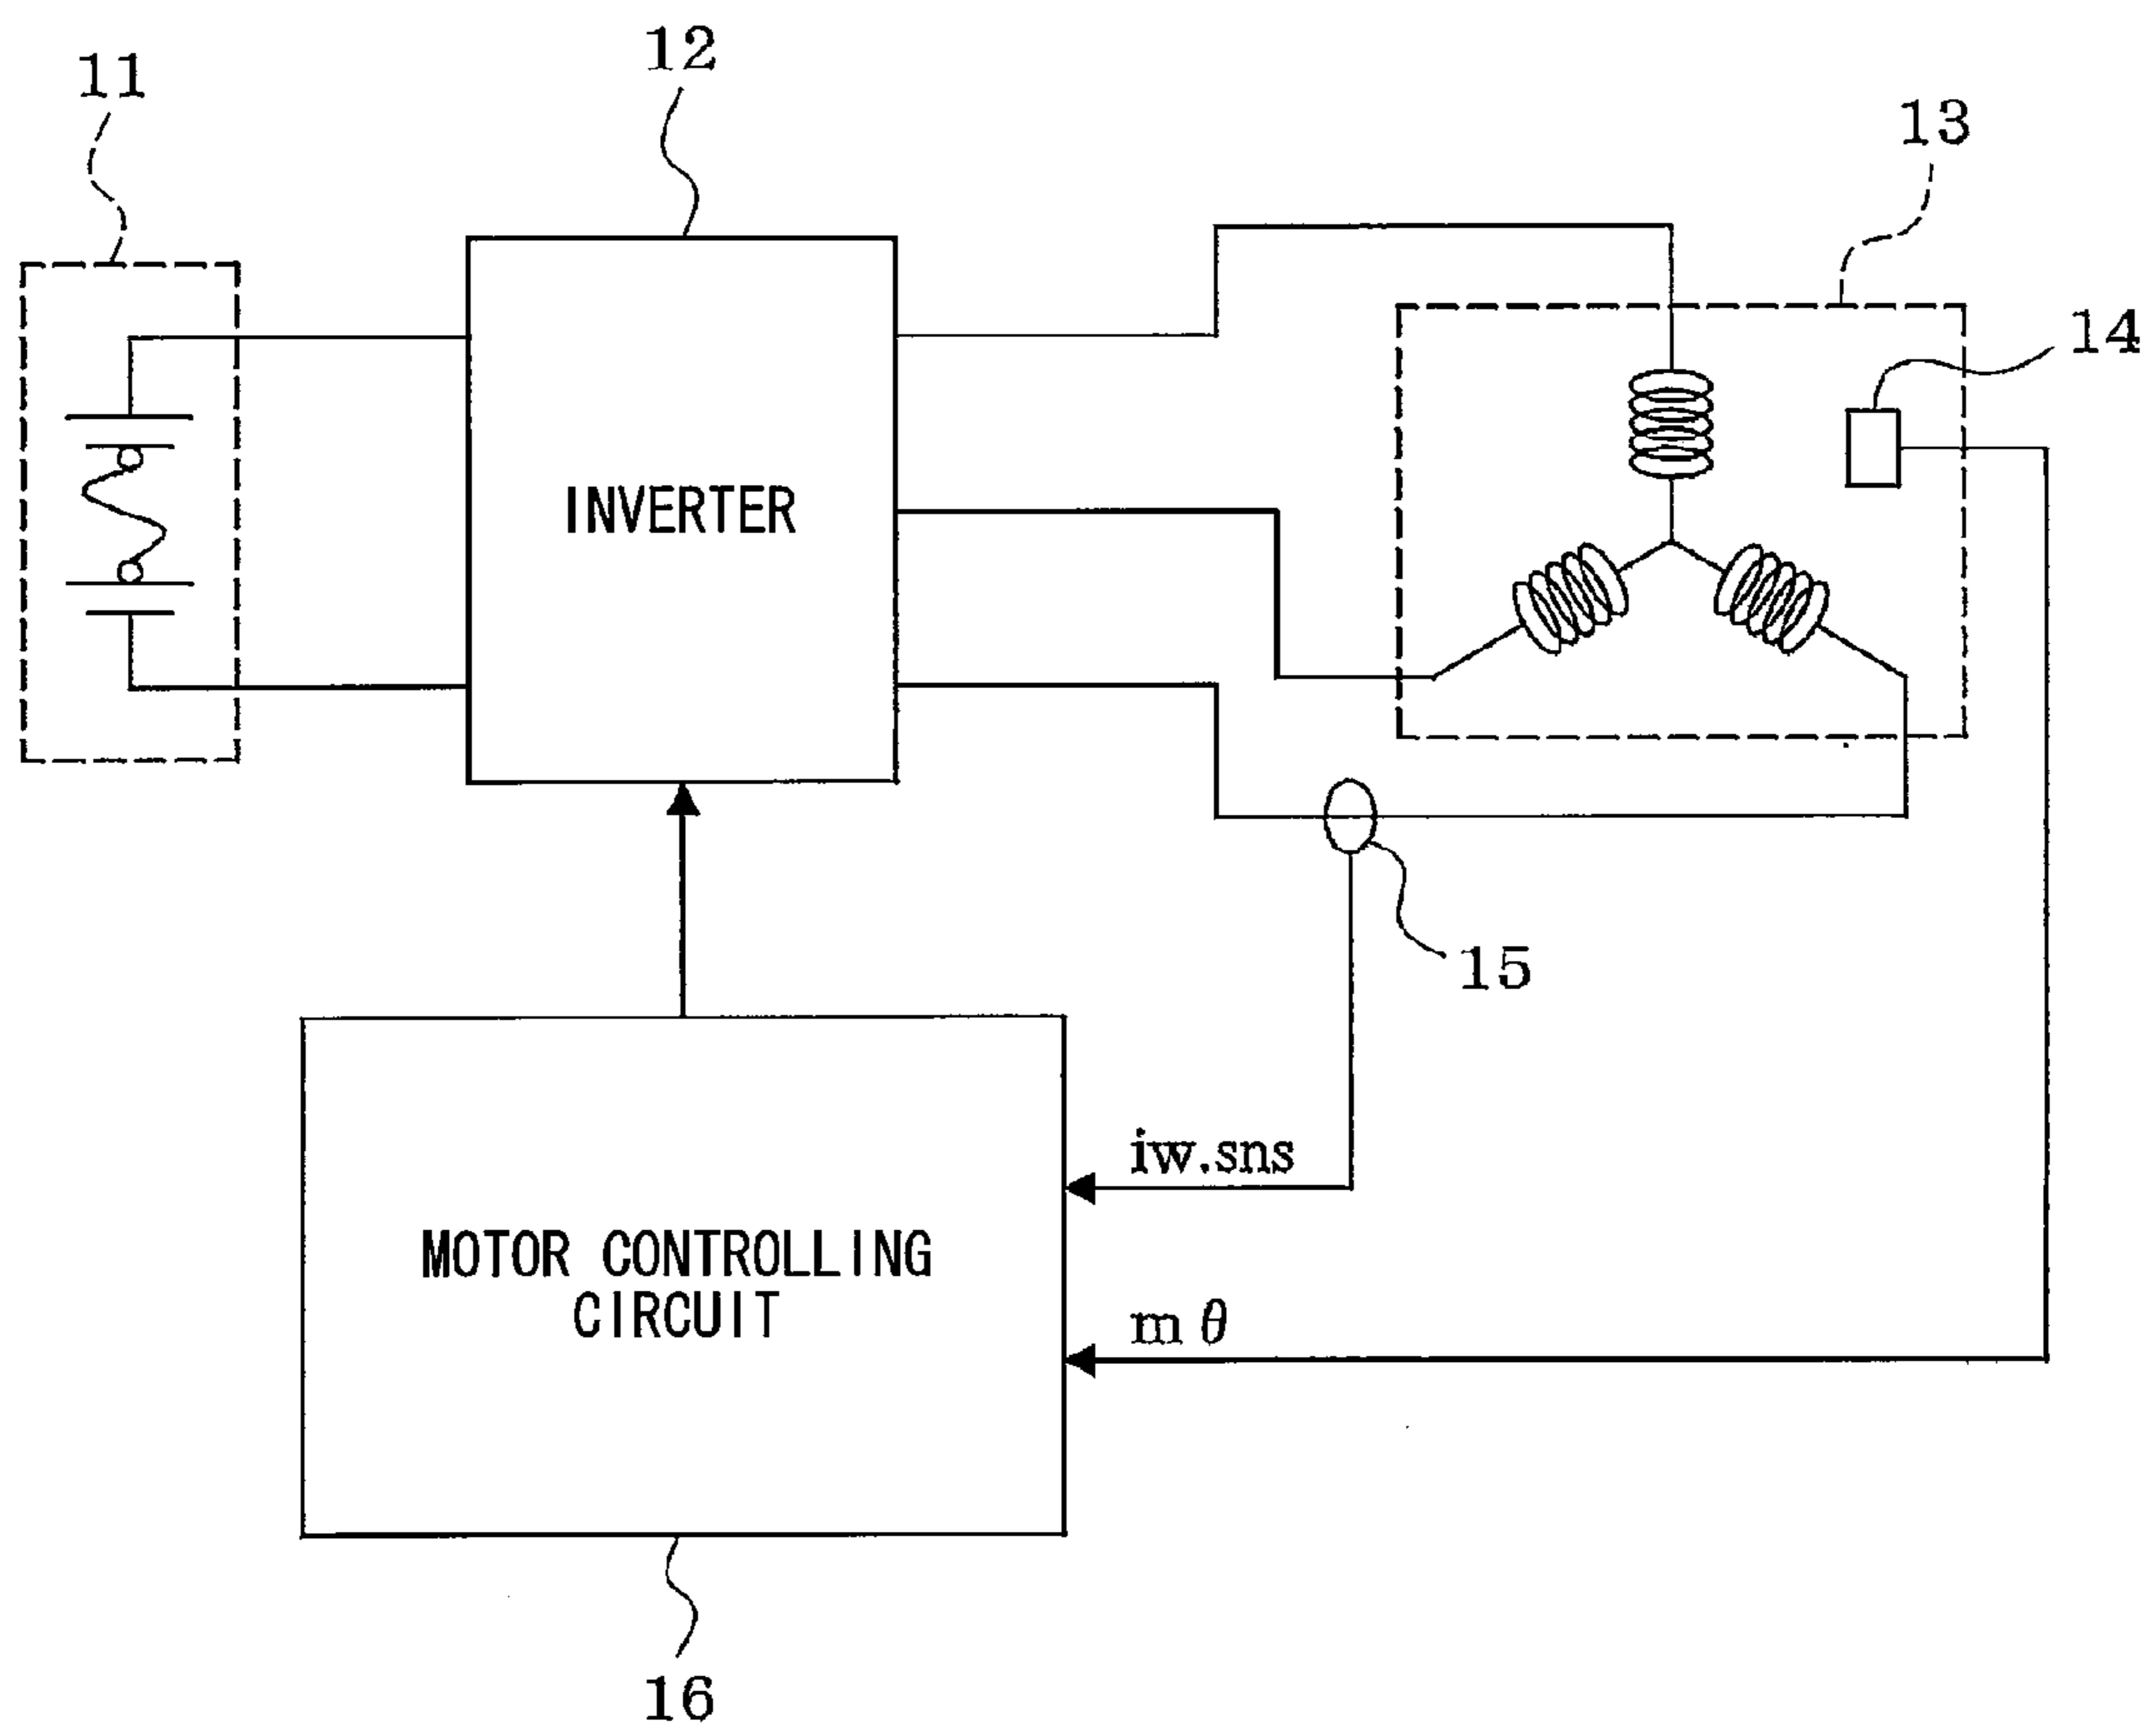 12
11
13
14
INVERTER
15
iw.sns
MOTOR CONTROLLING
CIRCUIT
m θ
16